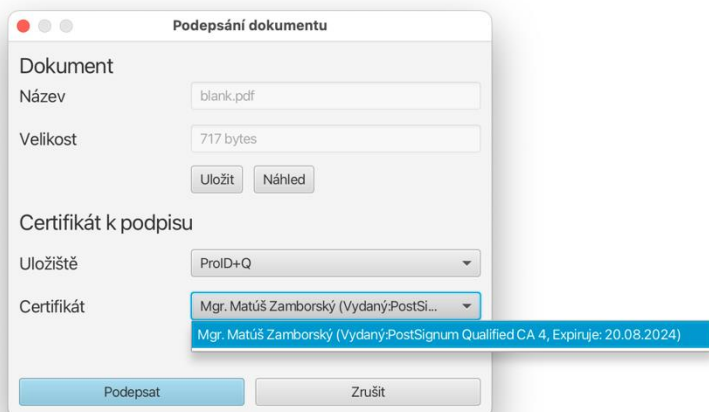 Podepsání dokumentu
Dokument
Název blank.pdf
Velikost 717 bytes
Uložit Náhled
Certifikát k podpisu
Uložiště ProID+Q
Certifikát Mgr. Matúš Zamborský (Vydaný:PostSi...
Mgr. Matúš Zamborský (Vydaný:PostSignum Qualified CA 4, Expiruje: 20.08.2024)
Podepsat Zrušit